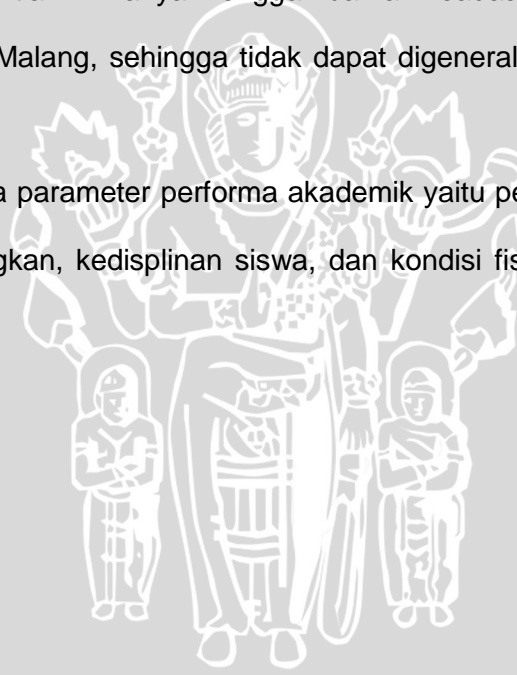 Malang, sehingga tidak dapat digeneral
parameter performa akademik yaitu pe
gkan, kedisplinan siswa, dan kondisi fis